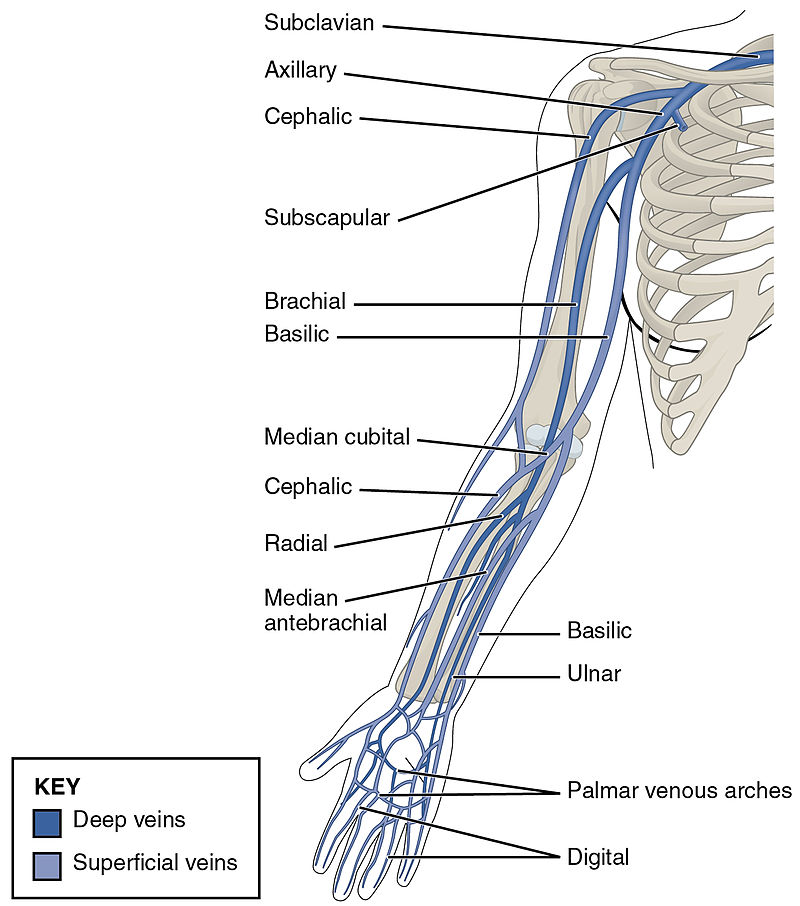 Subclavian
Axillary
Cephalic
Subscapular
Brachial
Basilic
Median cubital
Cephalic
Radial
Median
antebrachial
Basilic
Ulnar
Palmar venous arches
Digital
KEY
Deep veins
Superficial veins